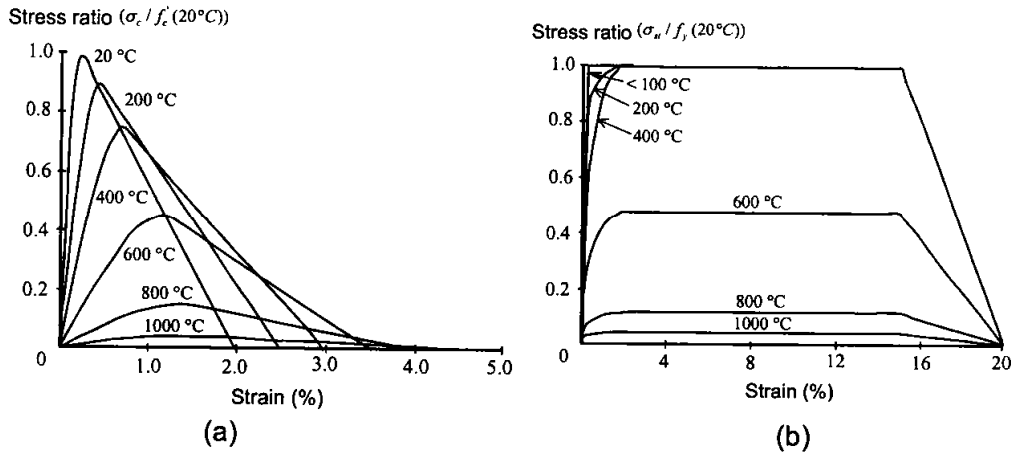 Stress ratio (σc / fc' (20°C))
1.0
0.8
0.6
0.4
0.2
0
20 °C
200 °C
400 °C
600 °C
800 °C
1000 °C
1.0 2.0 3.0 4.0 5.0
Strain (%)
(a)
Stress ratio (σst / fy (20°C))
1.0
0.8
0.6
0.4
0.2
0
< 100 °C
200 °C
400 °C
600 °C
800 °C
1000 °C
4 8 12 16 20
Strain (%)
(b)